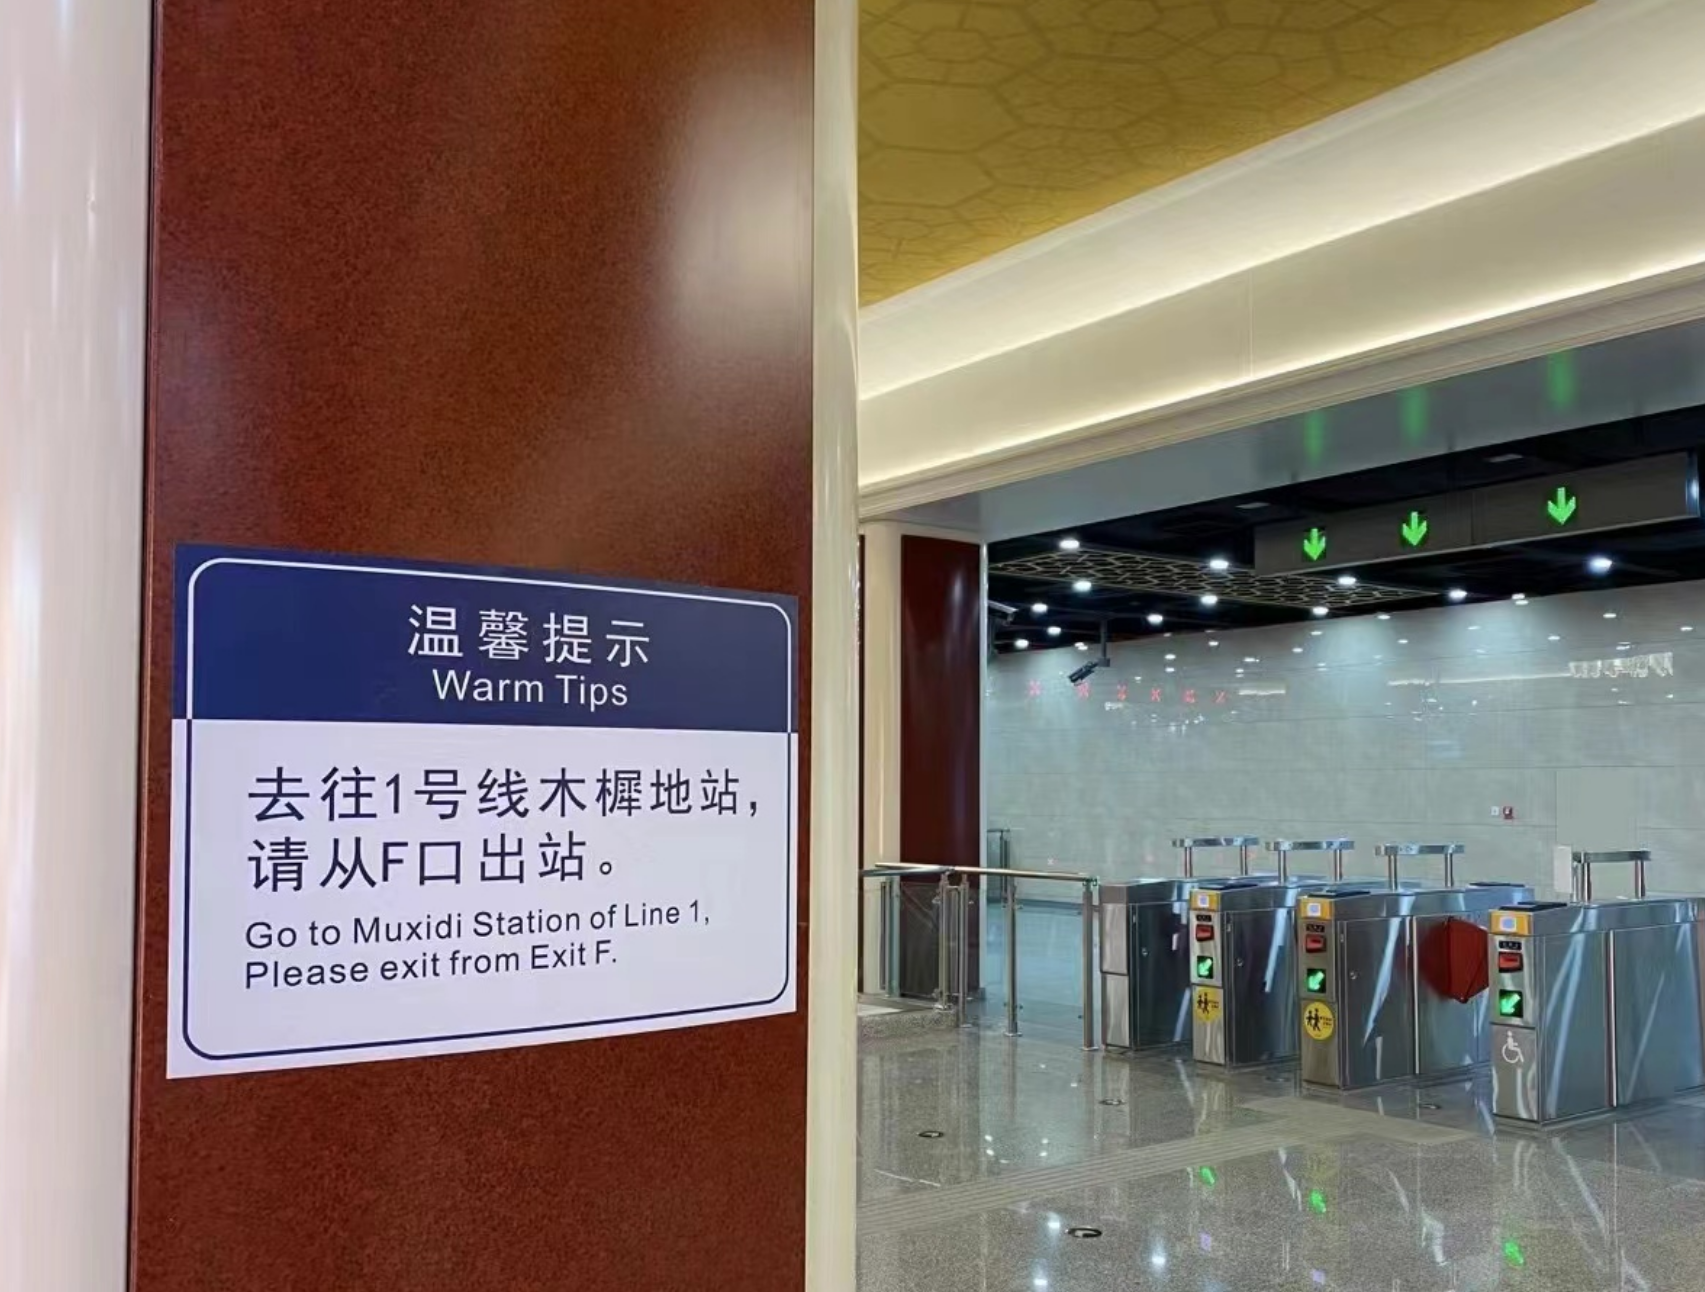 温馨提示
Warm Tips
去往1号线木樨地站，
请从F口出站。
Go to Muxidi Station of Line 1,
Please exit from Exit F.